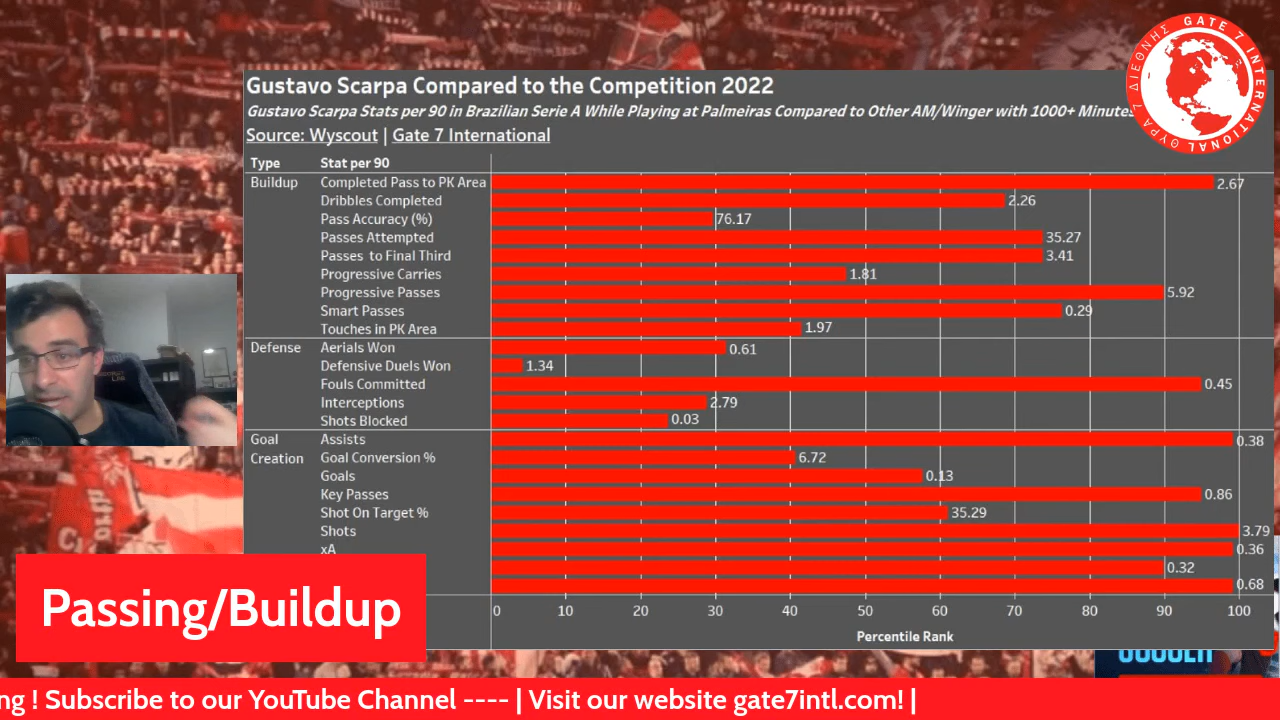 Gustavo Scarpa Compared to the Competition 2022
Gustavo Scarpa Stats per 90 in Brazilian Serie A While Playing at Palmeiras Compared to Other AM/Winger with 1000+ Minutes
Source: Wyscout | Gate 7 International
GATE 7 INTERNATIONAL
ΘΥΡΑ 7 ΔΙΕΘΝΗΣ
Type Stat per 90
Buildup Completed Pass to PK Area 2.67
Dribbles Completed 2.26
Pass Accuracy (%) 76.17
Passes Attempted 35.27
Passes to Final Third 3.41
Progressive Carries 1.81
Progressive Passes 5.92
Smart Passes 0.29
Touches in PK Area 1.97
Defense Aerials Won 0.61
Defensive Duels Won 1.34
Fouls Committed 0.45
Interceptions 2.79
Shots Blocked 0.03
Goal Creation Assists 0.38
Goal Conversion % 6.72
Goals 0.13
Key Passes 0.86
Shot On Target % 35.29
Shots 3.79
xA 0.36
0.32
0.68
0 10 20 30 40 50 60 70 80 90 100
Percentile Rank
Passing/Buildup
ng ! Subscribe to our YouTube Channel ---- | Visit our website gate7intl.com! |